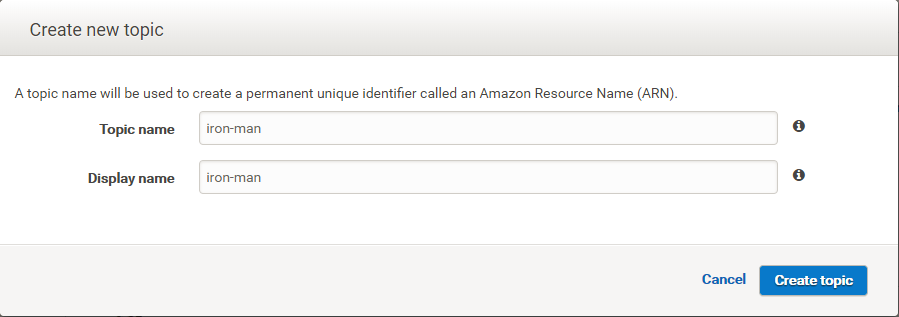 Create new topic
A topic name will be used to create a permanent unique identifier called an Amazon Resource Name (ARN).
Topic name iron-man
Display name iron-man
Cancel Create topic